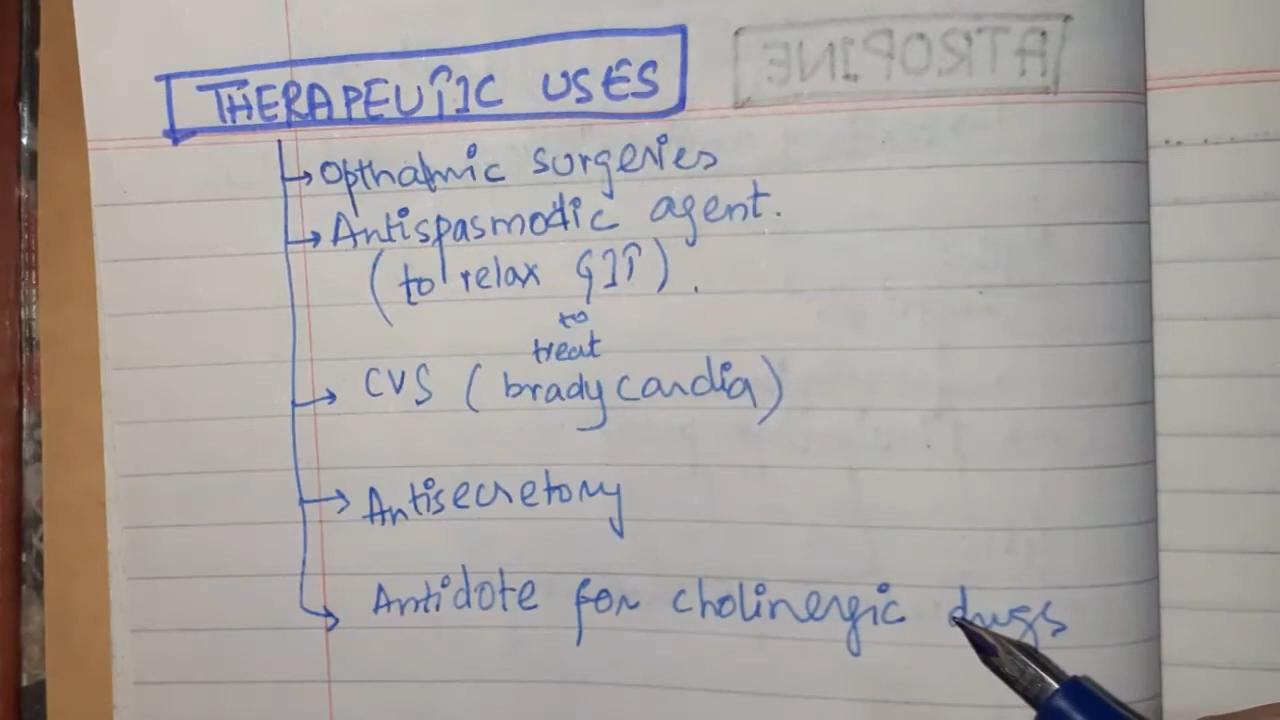 THERAPEUTIC USES
ATROPINE
Opthalmic surgeries
Antispasmodic agent.
(to relax GIT).
to
treat
CVS (bradycardia)
Antisecretory
Antidote for cholinergic drugs